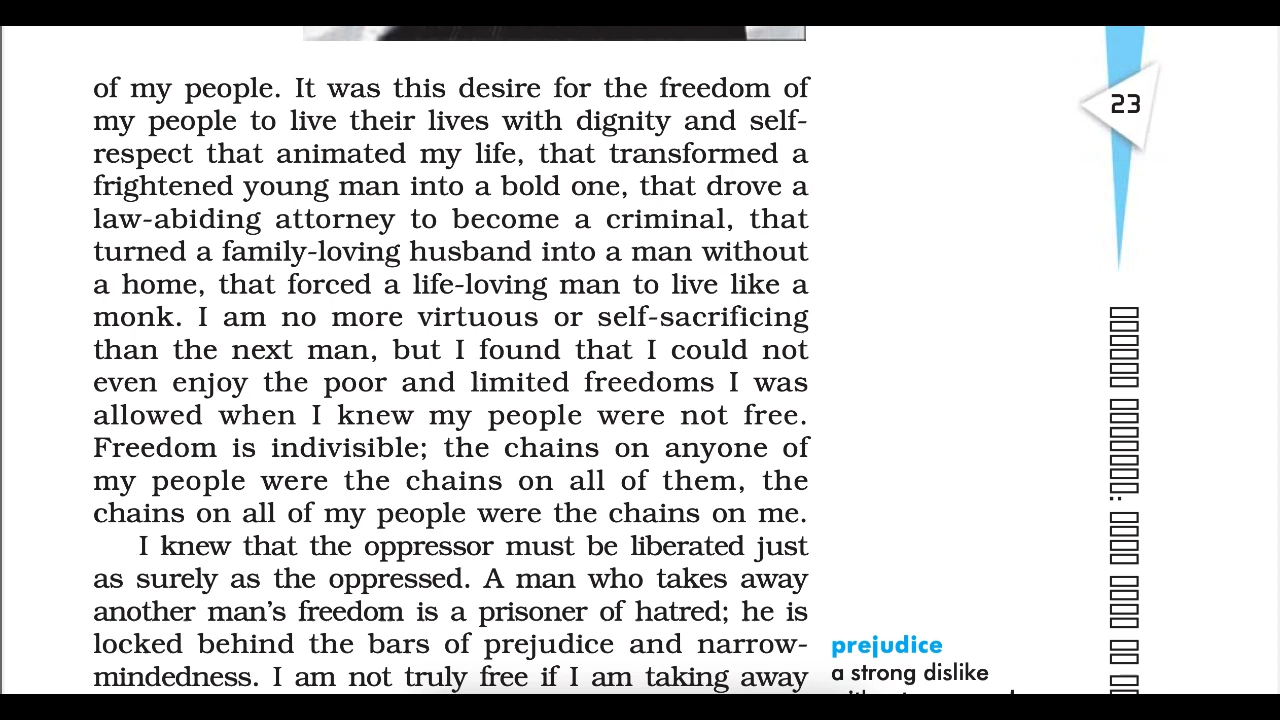 of my people. It was this desire for the freedom of
my people to live their lives with dignity and self-
respect that animated my life, that transformed a
frightened young man into a bold one, that drove a
law-abiding attorney to become a criminal, that
turned a family-loving husband into a man without
a home, that forced a life-loving man to live like a
monk. I am no more virtuous or self-sacrificing
than the next man, but I found that I could not
even enjoy the poor and limited freedoms I was
allowed when I knew my people were not free.
Freedom is indivisible; the chains on anyone of
my people were the chains on all of them, the
chains on all of my people were the chains on me.
I knew that the oppressor must be liberated just
as surely as the oppressed. A man who takes away
another man's freedom is a prisoner of hatred; he is
locked behind the bars of prejudice and narrow-
mindedness. I am not truly free if I am taking away
23
prejudice
a strong dislike